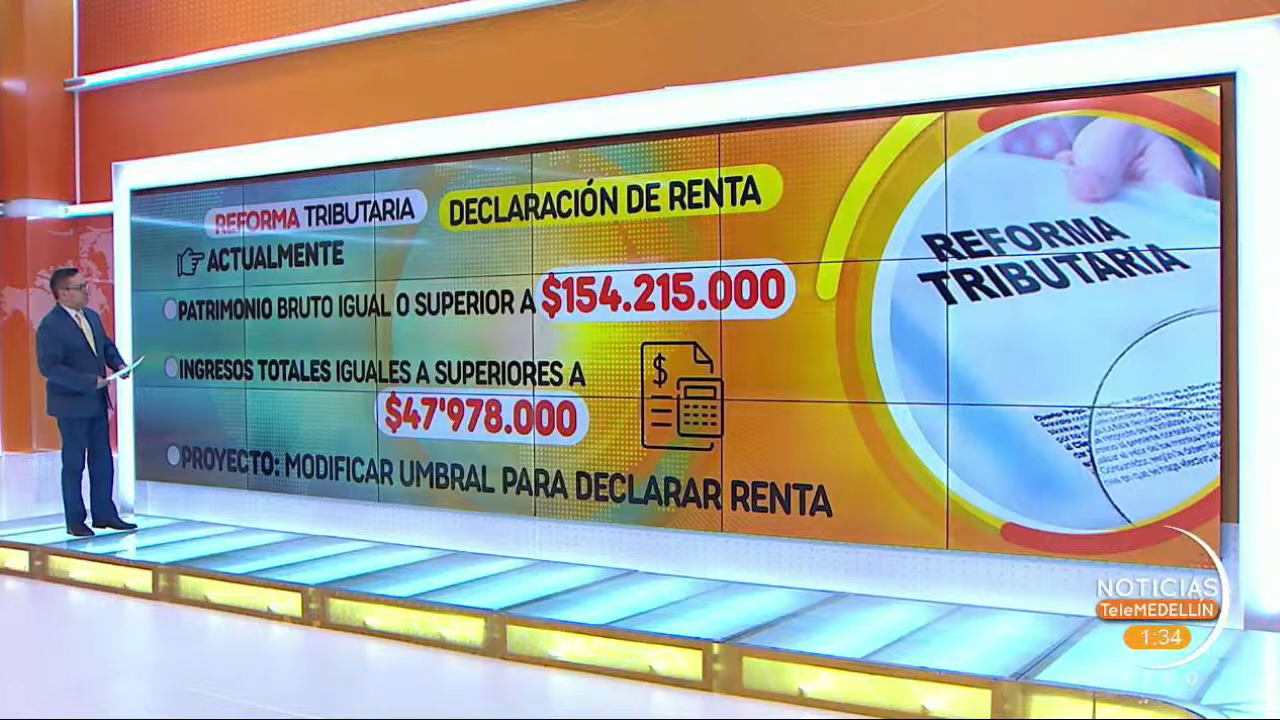 REFORMA TRIBUTARIA
DECLARACIÓN DE RENTA
ACTUALMENTE
PATRIMONIO BRUTO IGUAL O SUPERIOR A $154.215.000
INGRESOS TOTALES IGUALES A SUPERIORES A
$47'978.000
PROYECTO: MODIFICAR UMBRAL PARA DECLARAR RENTA
REFORMA
TRIBUTARIA
$
NOTICIAS
TeleMEDELLÍN
1:34